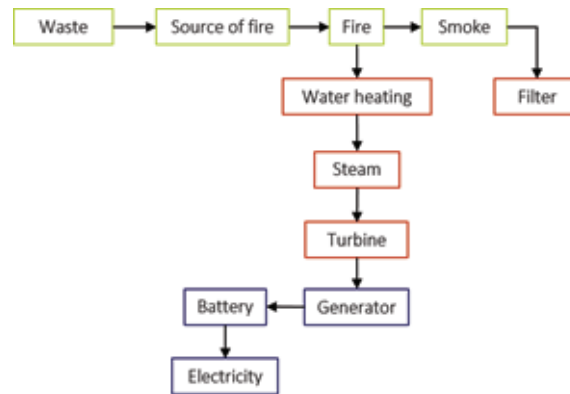 Waste
Source of fire
Fire
Smoke
Water heating
Filter
Steam
Turbine
Battery
Generator
Electricity